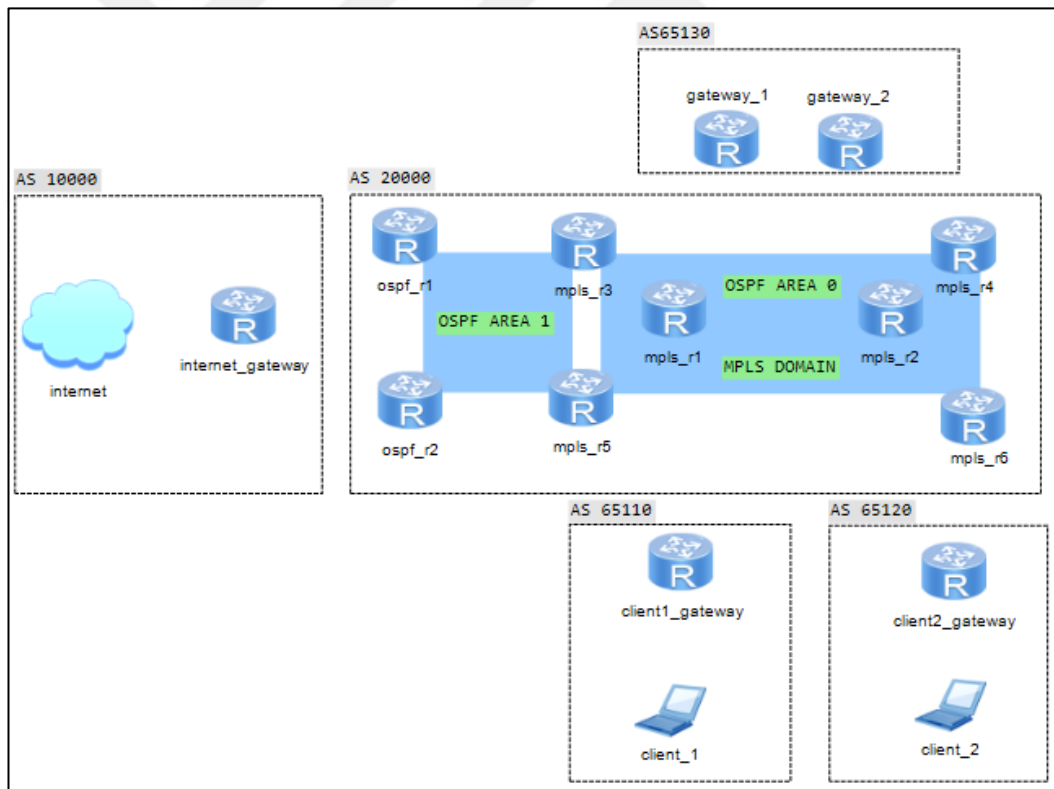 AS65130
gateway_1
gateway_2
AS 10000
AS 20000
R
R
R
R
R
R
ospf_r1
mpls_r3
OSPF AREA 0
mpls_r4
R
R
R
OSPF AREA 1
internet_gateway
mpls_r1
mpls_r2
internet
MPLS DOMAIN
R
R
R
ospf_r2
mpls_r5
mpls_r6
AS 65110
AS 65120
R
R
client1_gateway
client2_gateway
client_1
client_2